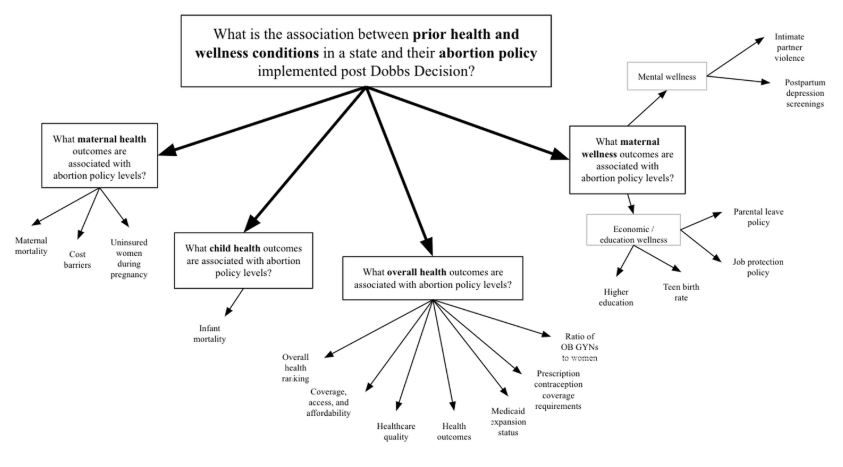 What is the association between prior health and
wellness conditions in a state and their abortion policy
implemented post Dobbs Decision?
Intimate
partner
violence
Mental wellness
Postpartum
depression
screenings
What maternal health
outcomes are
associated with
abortion policy levels?
What maternal
wellness outcomes are
associated with
abortion policy levels?
Maternal
mortality
Cost
barriers
Uninsured
women
during
pregnancy
What child health outcomes
are associated with abortion
policy levels?
Infant
mortality
What overall health outcomes are
associated with abortion policy levels?
Economic /
education wellness
Parental leave
policy
Job protection
policy
Higher
education
Teen birth
rate
Overall
health
ranking
Coverage,
access, and
affordability
Healthcare
quality
Health
outcomes
Medicaid
expansion
status
Prescription
contraception
coverage
requirements
Ratio of
OB GYNs
to women